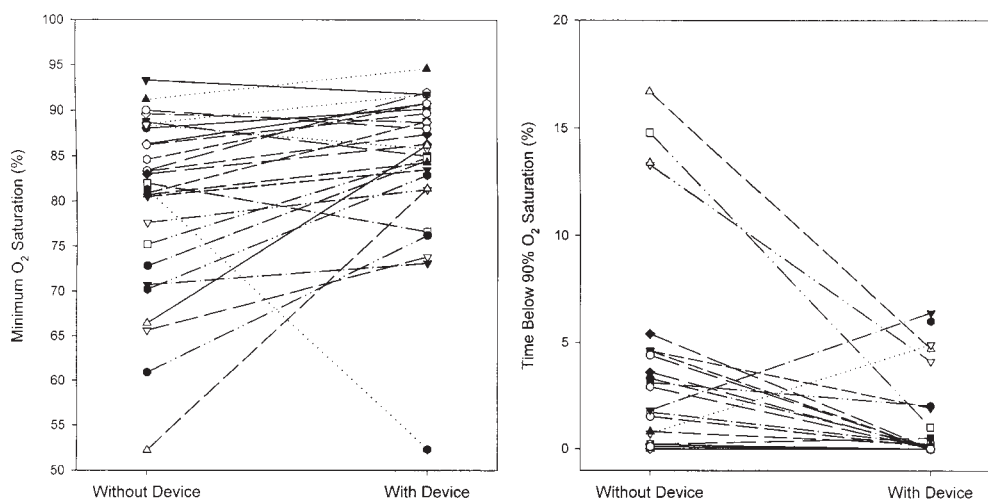 100
95
90
85
80
75
70
65
60
55
50
Minimum O₂ Saturation (%)
Without Device
With Device
20
15
10
5
0
Time Below 90% O₂ Saturation (%)
Without Device
With Device